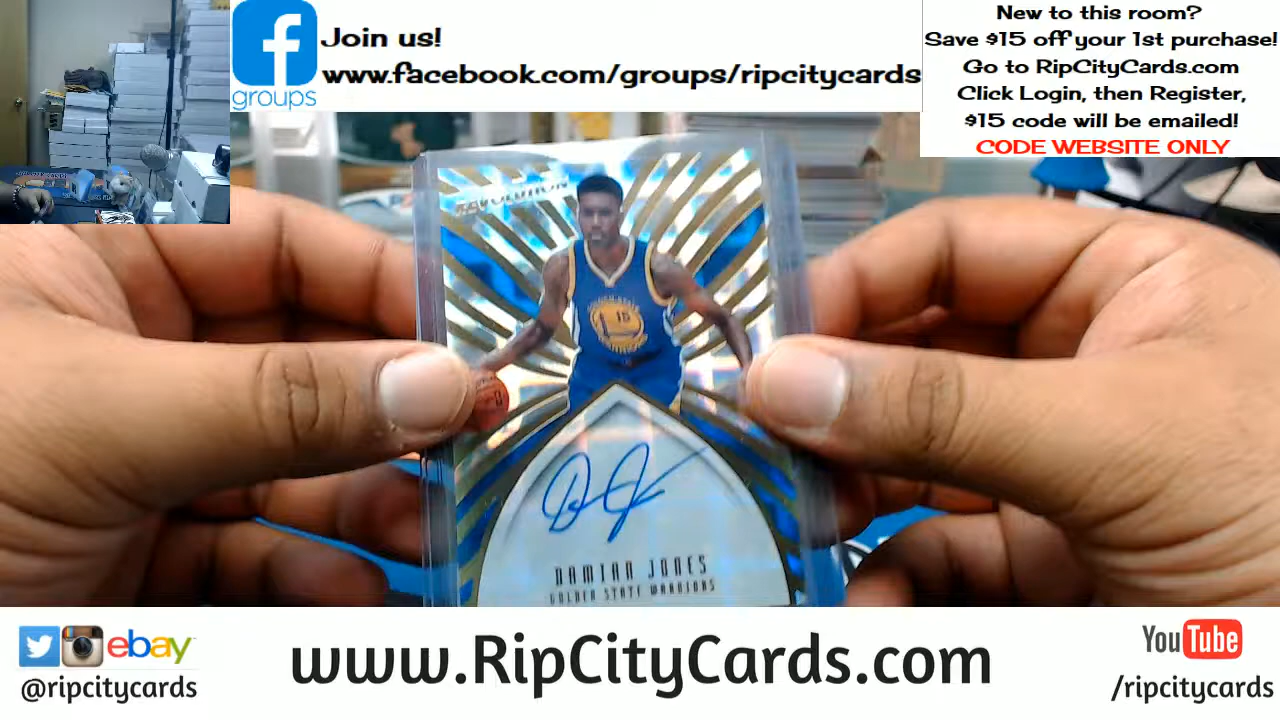 Join us!
www.facebook.com/groups/ripcitycards
groups
New to this room?
Save $15 off your 1st purchase!
Go to RipCityCards.com
Click Login, then Register,
$15 code will be emailed!
CODE WEBSITE ONLY
REVOLUTION
15
DAMIAN JONES
GOLDEN STATE WARRIORS
ebay
@ripcitycards
www.RipCityCards.com
YouTube
/ripcitycards